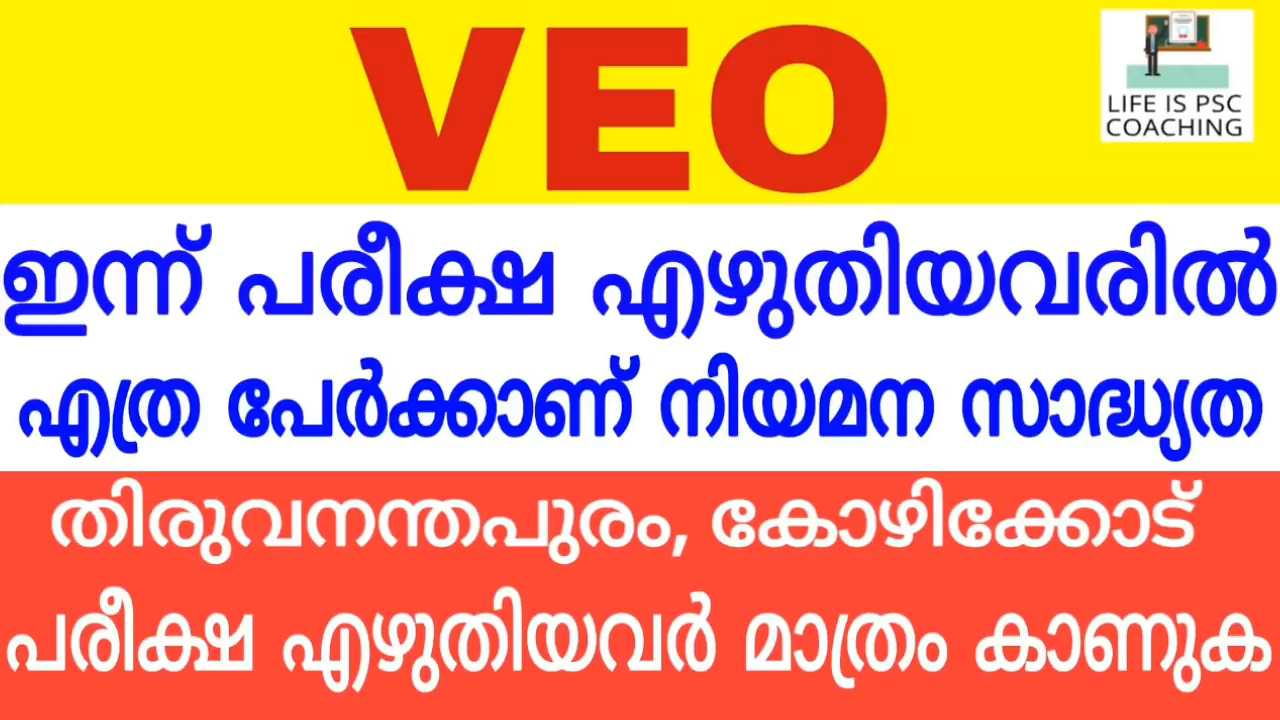 VEO
LIFE IS PSC
COACHING
ഇന്ന് പരീക്ഷ എഴുതിയവരിൽ
എത്ര പേർക്കാണ് നിയമന സാദ്ധ്യത
തിരുവനന്തപുരം, കോഴിക്കോട്
പരീക്ഷ എഴുതിയവർ മാത്രം കാണുക